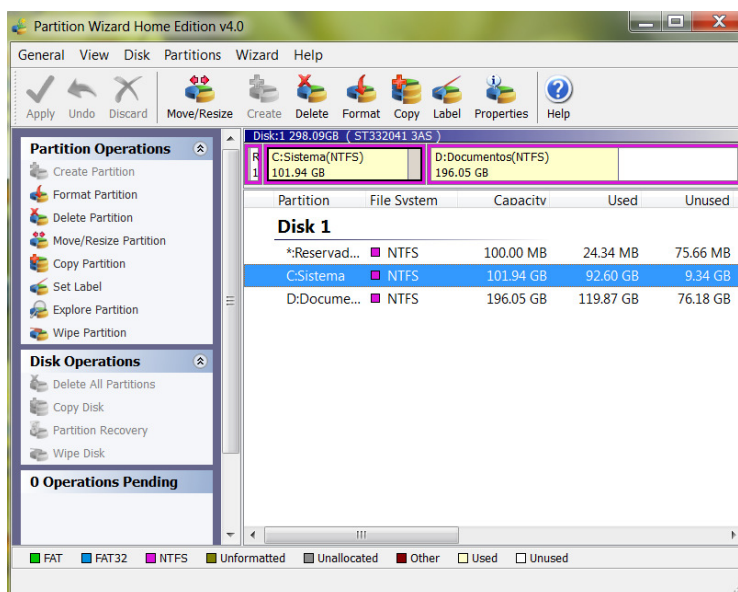 Partition Wizard Home Edition v4.0
General View Disk Partitions Wizard Help
Apply Undo Discard Move/Resize Create Delete Format Copy Label Properties Help
Partition Operations
Create Partition
Format Partition
Delete Partition
Move/Resize Partition
Copy Partition
Set Label
Explore Partition
Wipe Partition
Disk Operations
Delete All Partitions
Copy Disk
Partition Recovery
Wipe Disk
0 Operations Pending
Disk:1 298.09GB ( ST332041 3AS )
R C:Sistema(NTFS) D:Documentos(NTFS)
1 101.94 GB 196.05 GB
Partition File System Capacity Used Unused
Disk 1
*:Reservad... NTFS 100.00 MB 24.34 MB 75.66 MB
C:Sistema NTFS 101.94 GB 92.60 GB 9.34 GB
D:Docume... NTFS 196.05 GB 119.87 GB 76.18 GB
FAT FAT32 NTFS Unformatted Unallocated Other Used Unused